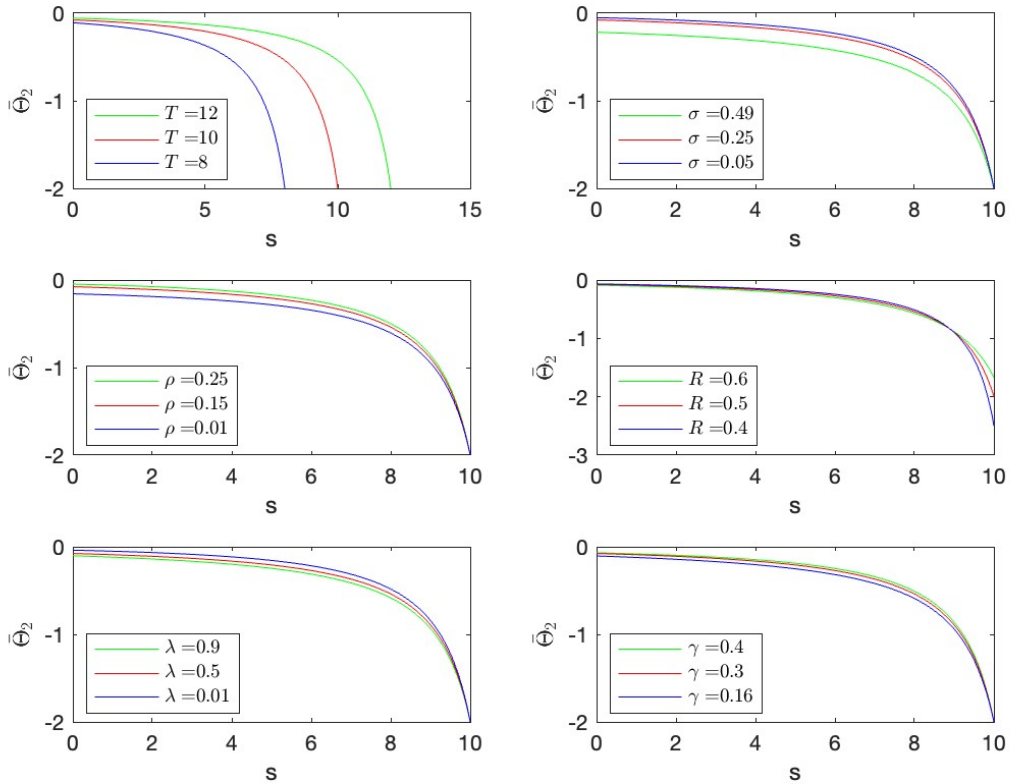 0
-1
-2
Θ̄₂
T =12
T =10
T =8
0 5 10 15
s
0
-1
-2
Θ̄₂
σ =0.49
σ =0.25
σ =0.05
0 2 4 6 8 10
s
0
-1
-2
Θ̄₂
ρ =0.25
ρ =0.15
ρ =0.01
0 2 4 6 8 10
s
0
-1
-2
-3
Θ̄₂
R =0.6
R =0.5
R =0.4
0 2 4 6 8 10
s
0
-1
-2
Θ̄₂
λ =0.9
λ =0.5
λ =0.01
0 2 4 6 8 10
s
0
-1
-2
Θ̄₂
γ =0.4
γ =0.3
γ =0.16
0 2 4 6 8 10
s